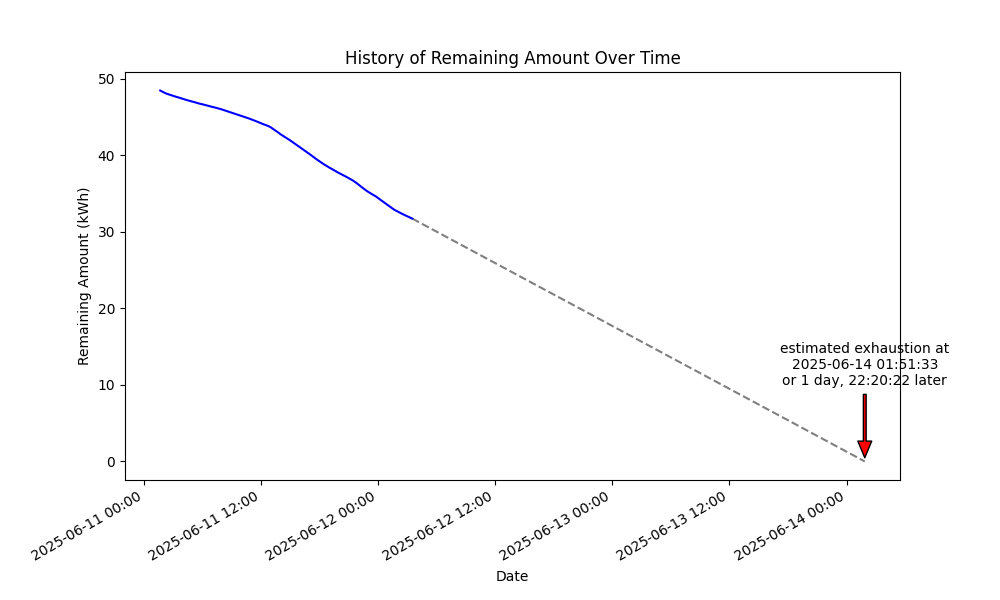 History of Remaining Amount Over Time
50
40
30
20
10
0
Remaining Amount (kWh)
estimated exhaustion at
2025-06-14 01:51:33
or 1 day, 22:20:22 later
2025-06-11 00:00
2025-06-11 12:00
2025-06-12 00:00
2025-06-12 12:00
2025-06-13 00:00
2025-06-13 12:00
2025-06-14 00:00
Date